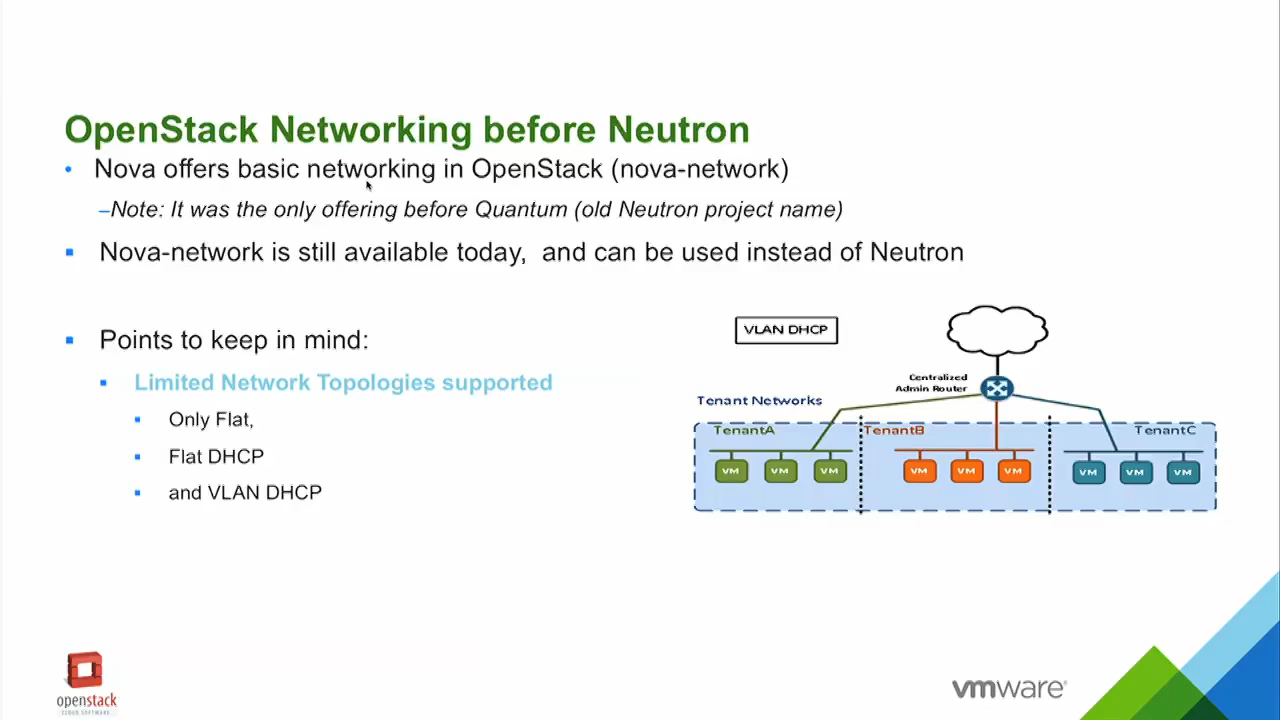 OpenStack Networking before Neutron
• Nova offers basic networking in OpenStack (nova-network)
–Note: It was the only offering before Quantum (old Neutron project name)
▪ Nova-network is still available today, and can be used instead of Neutron
▪ Points to keep in mind:
▪ Limited Network Topologies supported
▪ Only Flat,
▪ Flat DHCP
▪ and VLAN DHCP
VLAN DHCP
Centralized
Admin Router
Tenant Networks
TenantA
TenantB
TenantC
VM VM VM VM VM VM VM VM VM
openstack
CLOUD SOFTWARE
vmware®